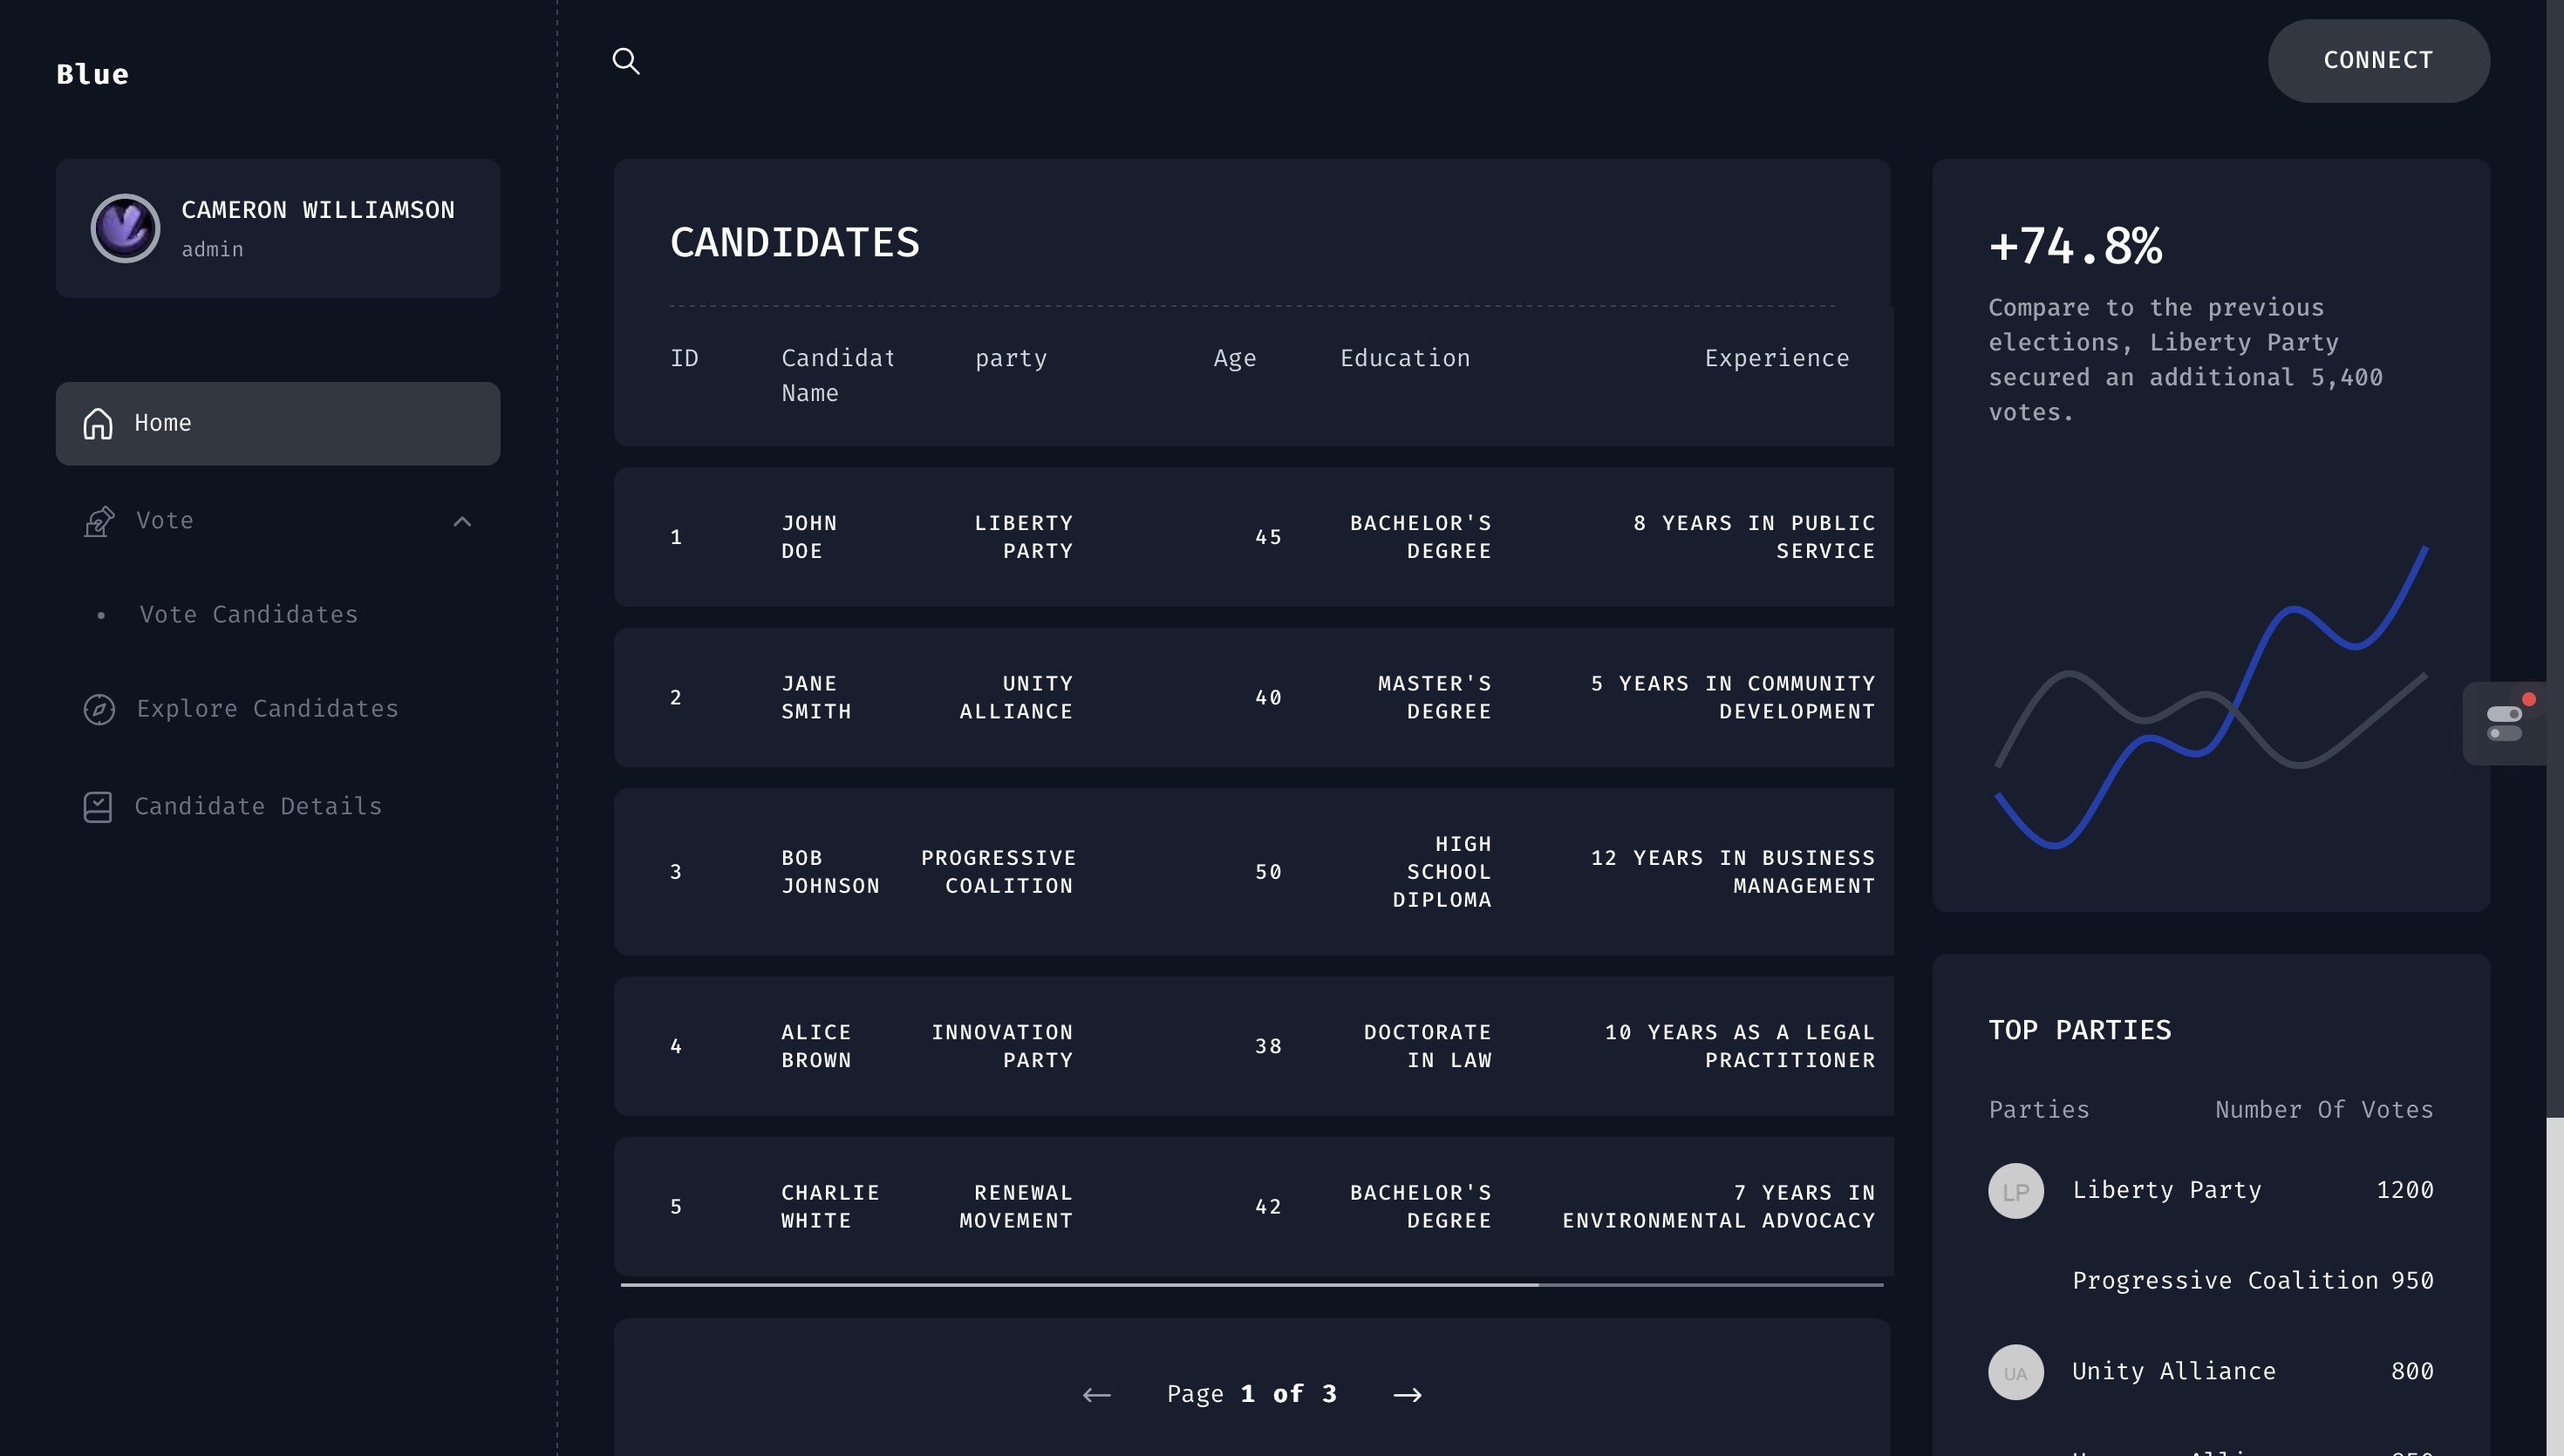 Blue
CONNECT
CAMERON WILLIAMSON
admin
Home
Vote
Vote Candidates
Explore Candidates
Candidate Details
CANDIDATES
ID Candidat party Age Education Experience
Name
1 JOHN LIBERTY 45 BACHELOR'S 8 YEARS IN PUBLIC
DOE PARTY DEGREE SERVICE
2 JANE UNITY 40 MASTER'S 5 YEARS IN COMMUNITY
SMITH ALLIANCE DEGREE DEVELOPMENT
HIGH
3 BOB PROGRESSIVE 50 SCHOOL 12 YEARS IN BUSINESS
JOHNSON COALITION DIPLOMA MANAGEMENT
4 ALICE INNOVATION 38 DOCTORATE 10 YEARS AS A LEGAL
BROWN PARTY IN LAW PRACTITIONER
5 CHARLIE RENEWAL 42 BACHELOR'S 7 YEARS IN
WHITE MOVEMENT DEGREE ENVIRONMENTAL ADVOCACY
Page 1 of 3
+74.8%
Compare to the previous
elections, Liberty Party
secured an additional 5,400
votes.
TOP PARTIES
Parties Number Of Votes
LP Liberty Party 1200
Progressive Coalition 950
UA Unity Alliance 800